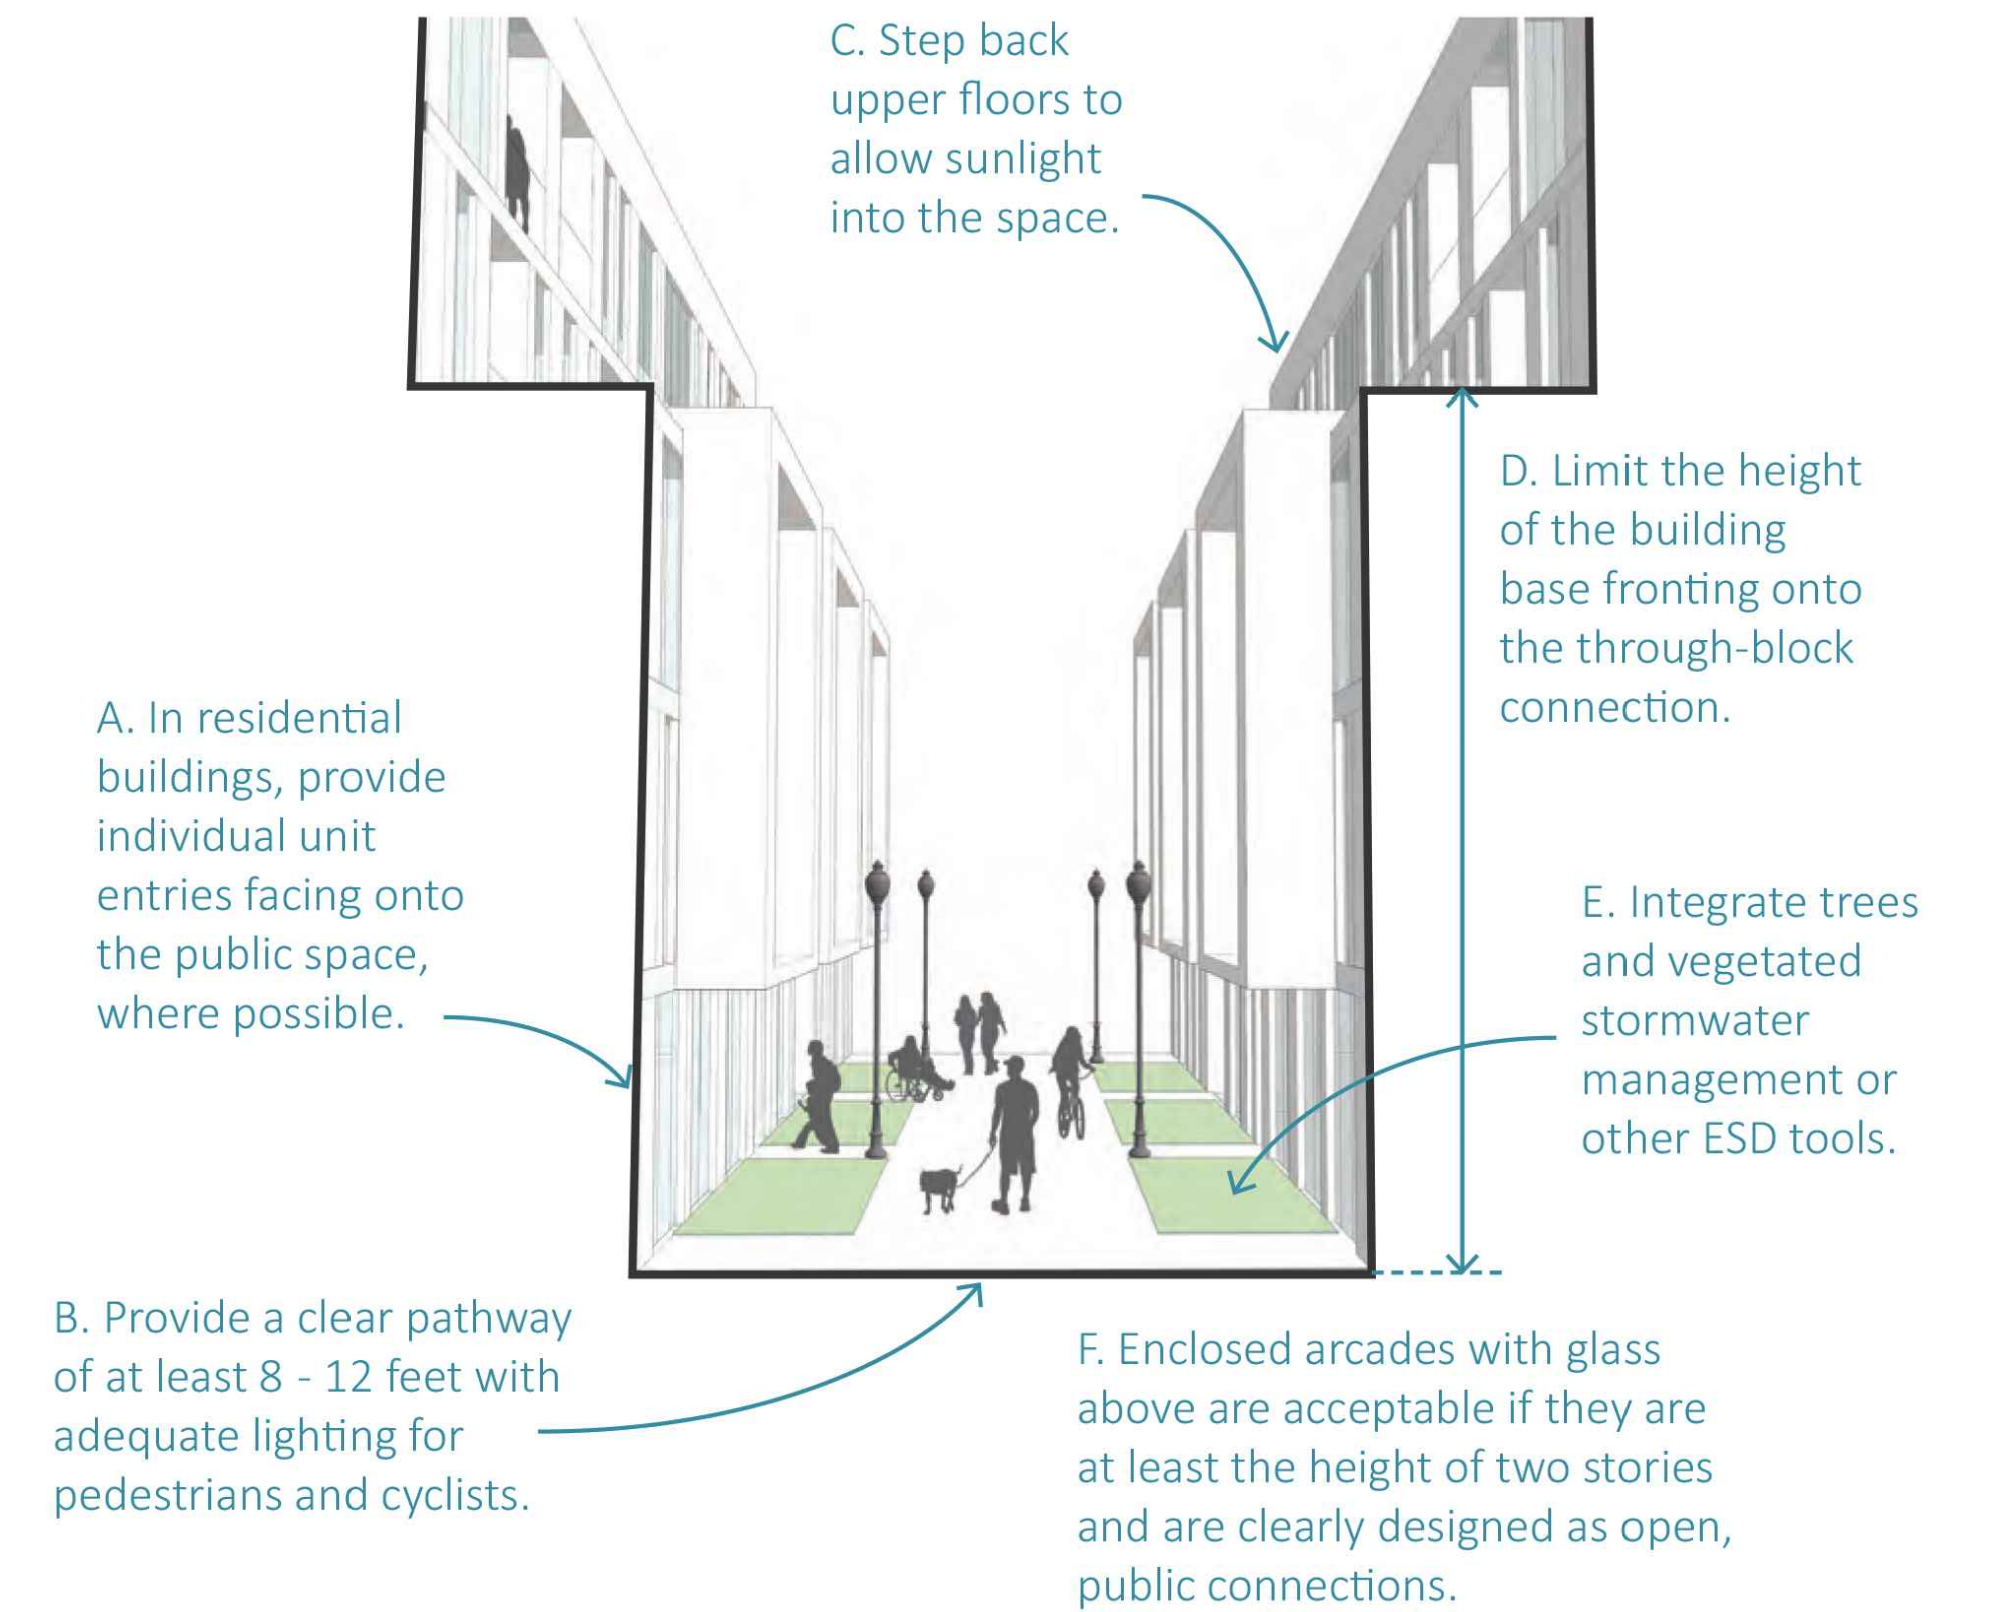 C. Step back
upper floors to
allow sunlight
into the space.
D. Limit the height
of the building
base fronting onto
the through-block
connection.
A. In residential
buildings, provide
individual unit
entries facing onto
the public space,
where possible.
E. Integrate trees
and vegetated
stormwater
management or
other ESD tools.
B. Provide a clear pathway
of at least 8 - 12 feet with
adequate lighting for
pedestrians and cyclists.
F. Enclosed arcades with glass
above are acceptable if they are
at least the height of two stories
and are clearly designed as open,
public connections.